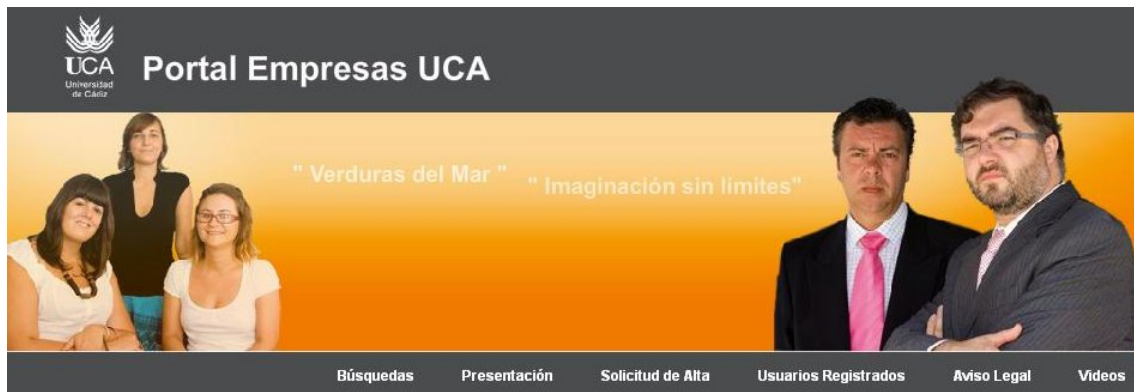 UCA
Universidad
de Cádiz
Portal Empresas UCA
" Verduras del Mar "
" Imaginación sin límites"
Búsquedas Presentación Solicitud de Alta Usuarios Registrados Aviso Legal Videos